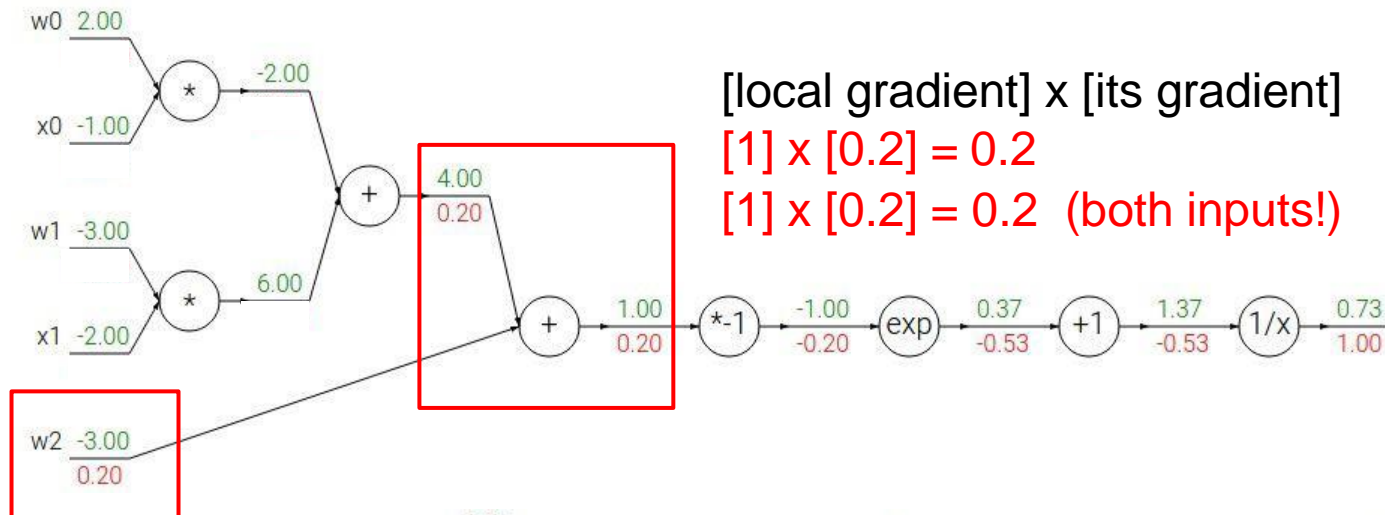 w0 2.00
*
-2.00
x0 -1.00
[local gradient] x [its gradient]
[1] x [0.2] = 0.2
[1] x [0.2] = 0.2 (both inputs!)
+
4.00
0.20
w1 -3.00
*
6.00
x1 -2.00
+
1.00
0.20
*-1
-1.00
-0.20
exp
0.37
-0.53
+1
1.37
-0.53
1/x
0.73
1.00
w2 -3.00
0.20